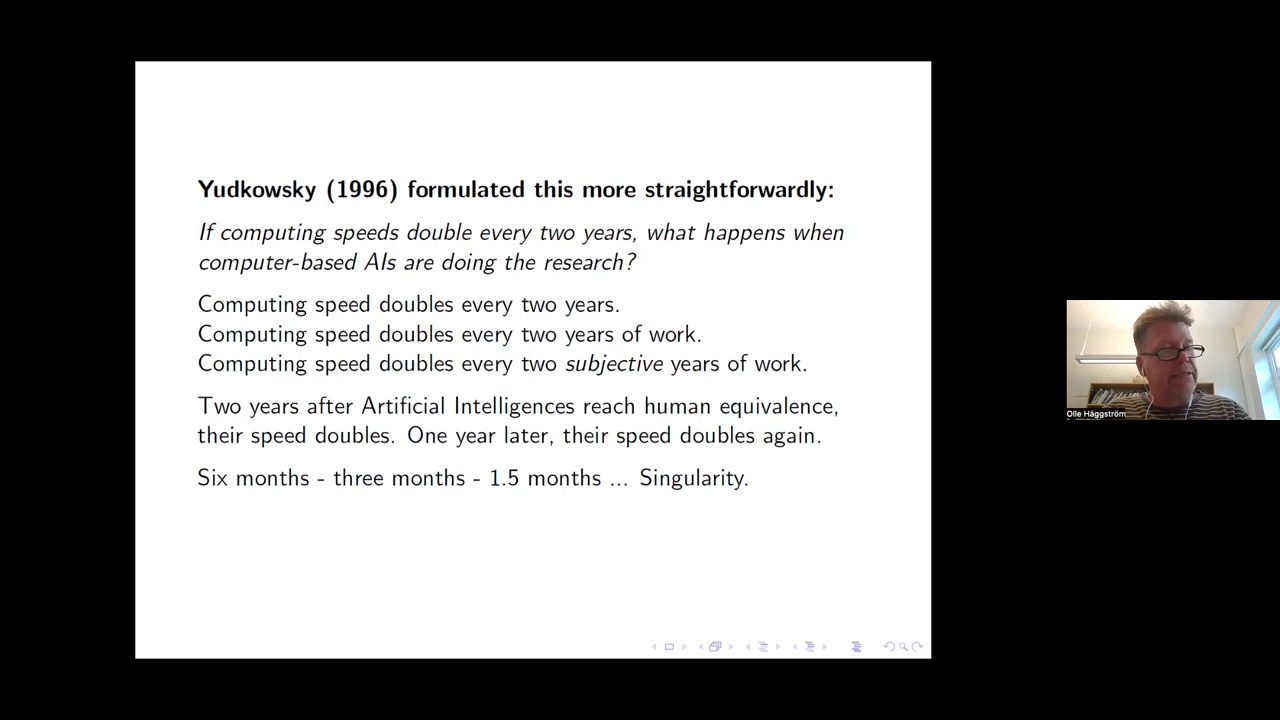 Yudkowsky (1996) formulated this more straightforwardly:
If computing speeds double every two years, what happens when
computer-based AIs are doing the research?
Computing speed doubles every two years.
Computing speed doubles every two years of work.
Computing speed doubles every two subjective years of work.
Two years after Artificial Intelligences reach human equivalence,
their speed doubles. One year later, their speed doubles again.
Six months - three months - 1.5 months ... Singularity.
Olle Häggström